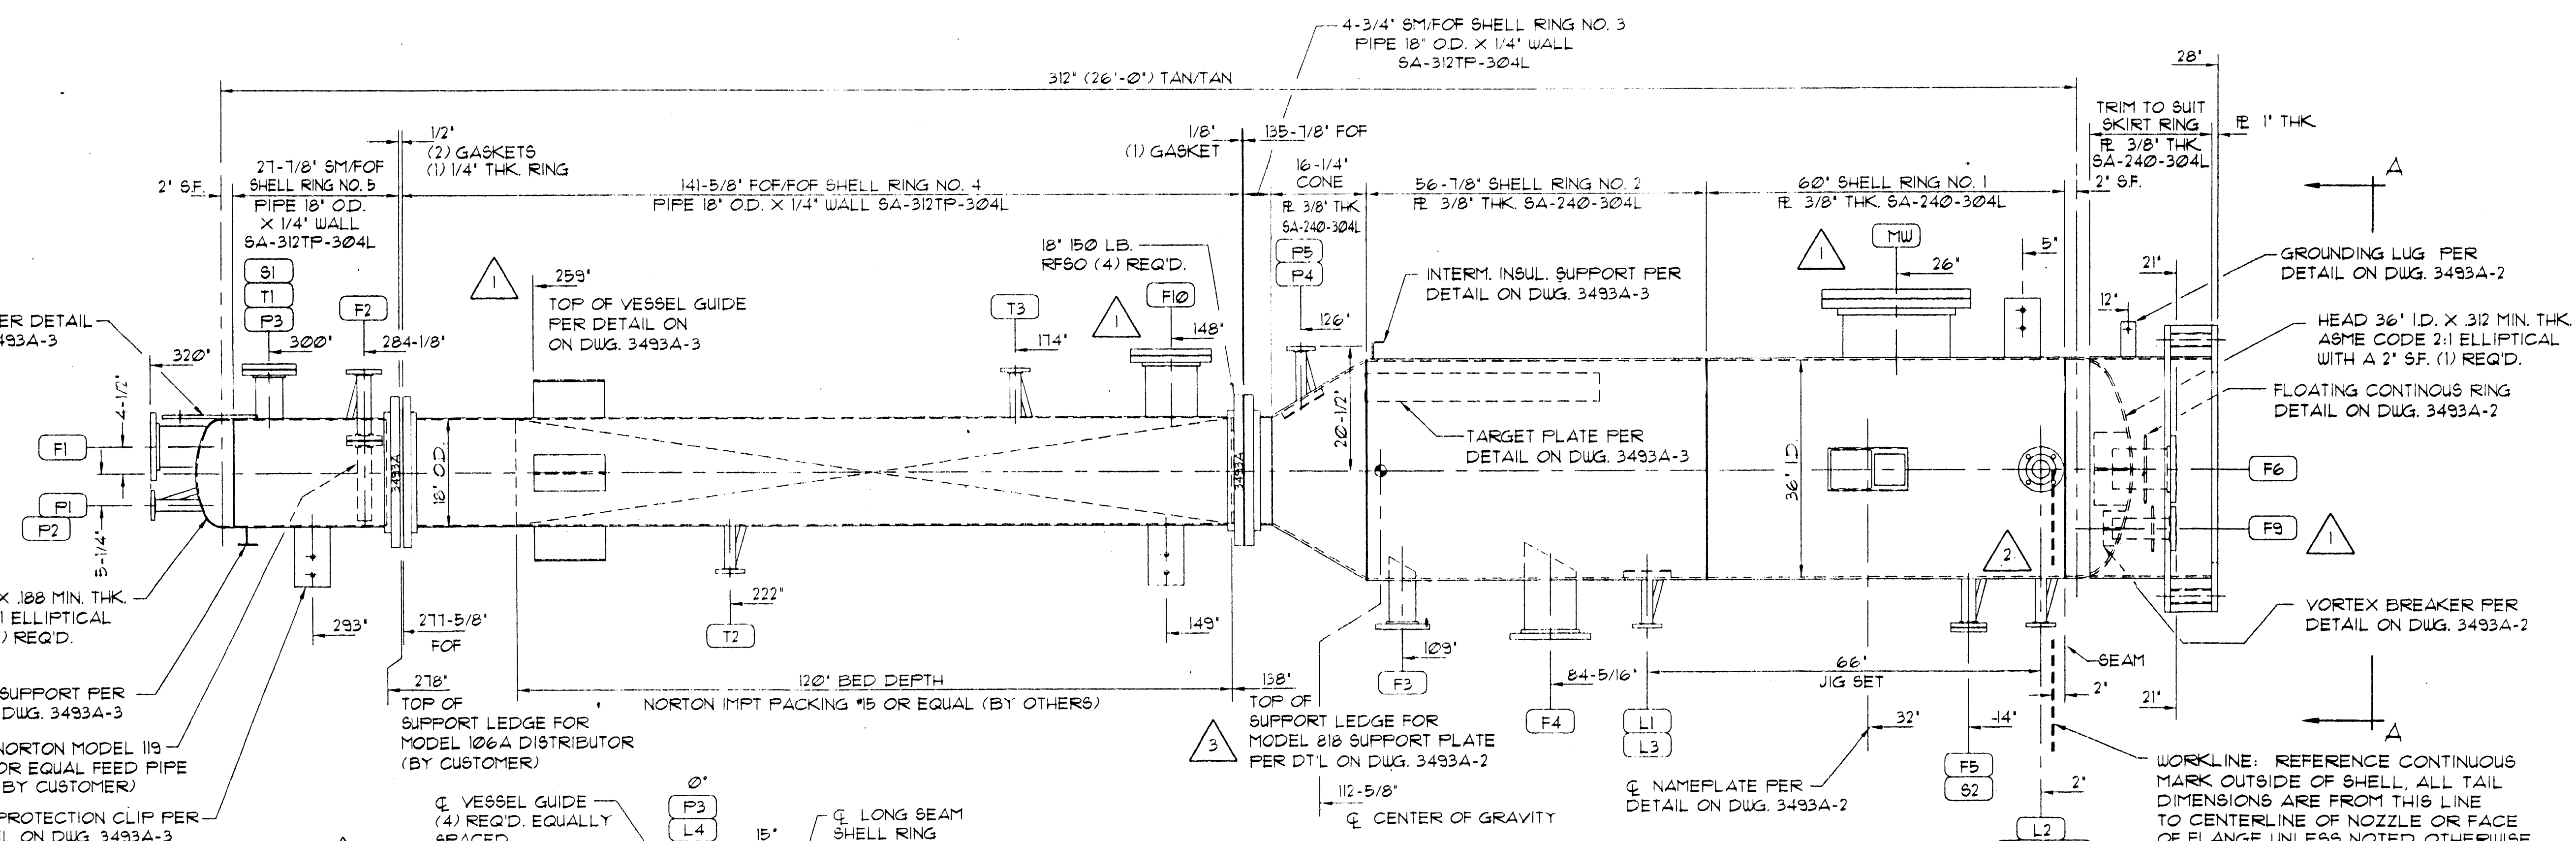 4-3/4" SM/FOF SHELL RING NO. 3
PIPE 18" O.D. X 1/4" WALL
SA-312TP-304L
28"
312" (26'-0") TAN/TAN
TRIM TO SUIT
SKIRT RING
PL 3/8" THK.
SA-240-304L
PL 1" THK.
1/2"
(2) GASKETS
(1) 1/4" THK. RING
1/8"
(1) GASKET
135-7/8" FOF
2" S.F.
27-7/8" SM/FOF
SHELL RING NO. 5
PIPE 18" O.D.
X 1/4" WALL
SA-312TP-304L
141-5/8" FOF/FOF SHELL RING NO. 4
PIPE 18" O.D. X 1/4" WALL SA-312TP-304L
16-1/4"
CONE
PL 3/8" THK
SA-240-304L
56-7/8" SHELL RING NO. 2
PL 3/8" THK. SA-240-304L
60" SHELL RING NO. 1
PL 3/8" THK. SA-240-304L
2" S.F.
A
18" 150 LB.
RFSO (4) REQ'D.
S1
T1
P3
F2
1
259"
TOP OF VESSEL GUIDE
PER DETAIL ON
ON DWG. 3493A-3
T3
1
F10
P5
P4
INTERM. INSUL. SUPPORT PER
DETAIL ON DWG. 3493A-3
1
MW
26"
5"
21"
12"
GROUNDING LUG PER
DETAIL ON DWG. 3493A-2
ER DETAIL
493A-3
320"
300"
284-1/8"
174"
148"
126"
HEAD 36" I.D. X .312 MIN. THK.
ASME CODE 2:1 ELLIPTICAL
WITH A 2" S.F. (1) REQ'D.
FLOATING CONTINOUS RING
DETAIL ON DWG. 3493A-2
4-1/2"
F1
P1
P2
5-1/4"
3493A
18" O.D.
3493A
20-1/2"
TARGET PLATE PER
DETAIL ON DWG. 3493A-3
36" I.D.
F6
F9
1
2
X .188 MIN. THK.
1 ELLIPTICAL
) REQ'D.
293"
277-5/8"
FOF
222"
T2
149"
109"
F3
84-5/16"
66"
JIG SET
SEAM
2"
21"
VORTEX BREAKER PER
DETAIL ON DWG. 3493A-2
SUPPORT PER
DWG. 3493A-3
278"
TOP OF
SUPPORT LEDGE FOR
MODEL 106A DISTRIBUTOR
(BY CUSTOMER)
120" BED DEPTH
NORTON IMPT PACKING #15 OR EQUAL (BY OTHERS)
138"
TOP OF
SUPPORT LEDGE FOR
MODEL 818 SUPPORT PLATE
PER DT'L ON DWG. 3493A-2
3
F4
L1
L3
32"
14"
A
NORTON MODEL 119
OR EQUAL FEED PIPE
BY CUSTOMER)
PROTECTION CLIP PER
ON DWG. 3493A-3
℄ VESSEL GUIDE
(4) REQ'D. EQUALLY
SPACED
0°
P3
L4
15°
℄ LONG SEAM
SHELL RING
112-5/8"
℄ CENTER OF GRAVITY
℄ NAMEPLATE PER
DETAIL ON DWG. 3493A-2
F5
S2
2"
L2
WORKLINE: REFERENCE CONTINUOUS
MARK OUTSIDE OF SHELL, ALL TAIL
DIMENSIONS ARE FROM THIS LINE
TO CENTERLINE OF NOZZLE OR FACE
OF FLANGE UNLESS NOTED OTHERWISE